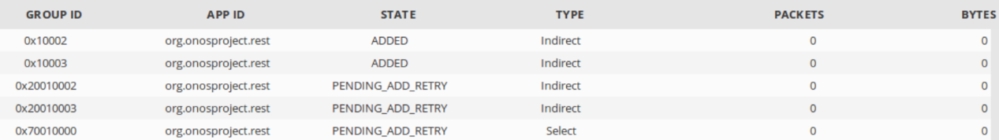 GROUP ID APP ID STATE TYPE PACKETS BYTES
0x10002 org.onosproject.rest ADDED Indirect 0 0
0x10003 org.onosproject.rest ADDED Indirect 0 0
0x20010002 org.onosproject.rest PENDING_ADD_RETRY Indirect 0 0
0x20010003 org.onosproject.rest PENDING_ADD_RETRY Indirect 0 0
0x70010000 org.onosproject.rest PENDING_ADD_RETRY Select 0 0